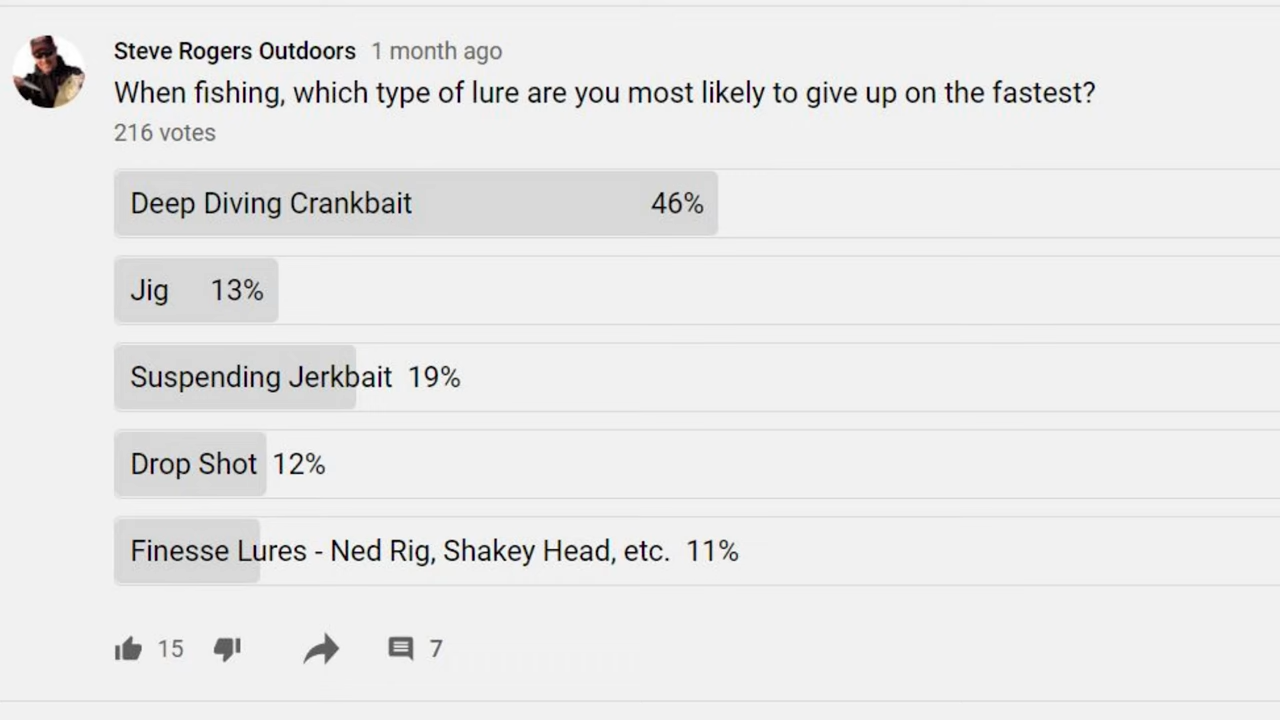 Steve Rogers Outdoors 1 month ago
When fishing, which type of lure are you most likely to give up on the fastest?
216 votes
Deep Diving Crankbait 46%
Jig 13%
Suspending Jerkbait 19%
Drop Shot 12%
Finesse Lures - Ned Rig, Shakey Head, etc. 11%
15 7